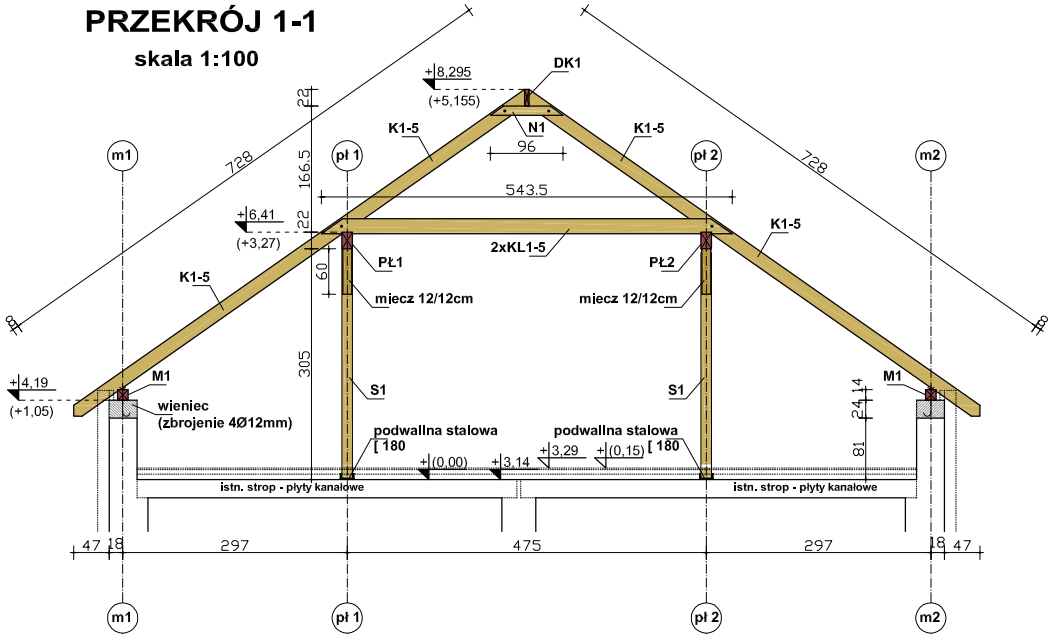 PRZEKRÓJ 1-1
skala 1:100
+8,295
(+5,155)
DK1
22
K1-5
N1
K1-5
96
m1
pł 1
pł 2
m2
728
728
166.5
543.5
+6,41
(+3,27)
22
2xKL1-5
K1-5
PŁ1
PŁ2
K1-5
60
miecz 12/12cm
miecz 12/12cm
8
8
305
+4,19
(+1,05)
M1
M1
14
24
S1
S1
wieniec
(zbrojenie 4Ø12mm)
podwallna stalowa
[ 180
podwallna stalowa
[ 180
81
+(0,00)
+3,14
+3,29
+(0,15)
istn. strop - płyty kanałowe
istn. strop - płyty kanałowe
47
18
297
475
297
18
47
m1
pł 1
pł 2
m2